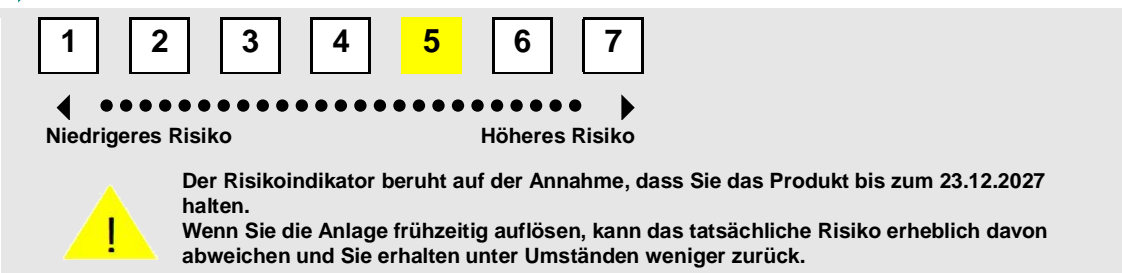 1 2 3 4 5 6 7
Niedrigeres Risiko Höheres Risiko
Der Risikoindikator beruht auf der Annahme, dass Sie das Produkt bis zum 23.12.2027
halten.
Wenn Sie die Anlage frühzeitig auflösen, kann das tatsächliche Risiko erheblich davon
abweichen und Sie erhalten unter Umständen weniger zurück.
!